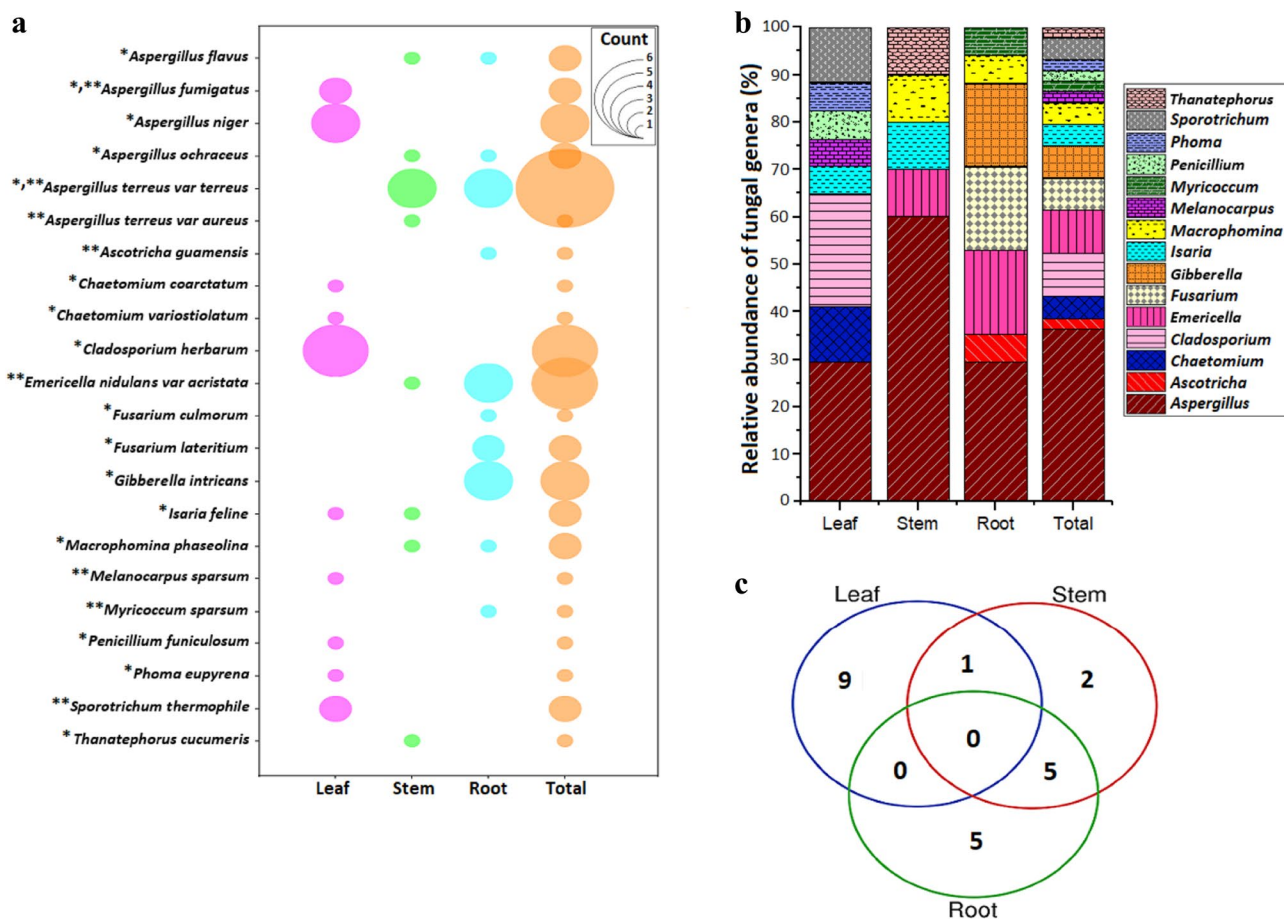 a
Count
6
5
4
3
2
1
*Aspergillus flavus
*,**Aspergillus fumigatus
*Aspergillus niger
*Aspergillus ochraceus
*,**Aspergillus terreus var terreus
**Aspergillus terreus var aureus
**Ascotricha guamensis
*Chaetomium coarctatum
*Chaetomium variostiolatum
*Cladosporium herbarum
**Emericella nidulans var acristata
*Fusarium culmorum
*Fusarium lateritium
*Gibberella intricans
*Isaria feline
*Macrophomina phaseolina
**Melanocarpus sparsum
**Myricoccum sparsum
*Penicillium funiculosum
*Phoma eupyrena
**Sporotrichum thermophile
*Thanatephorus cucumeris
Leaf Stem Root Total
b
Relative abundance of fungal genera (%)
100
90
80
70
60
50
40
30
20
10
0
Leaf Stem Root Total
Thanatephorus
Sporotrichum
Phoma
Penicillium
Myricoccum
Melanocarpus
Macrophomina
Isaria
Gibberella
Fusarium
Emericella
Cladosporium
Chaetomium
Ascotricha
Aspergillus
c
Leaf Stem
9 1 2
0
0 5
5
Root